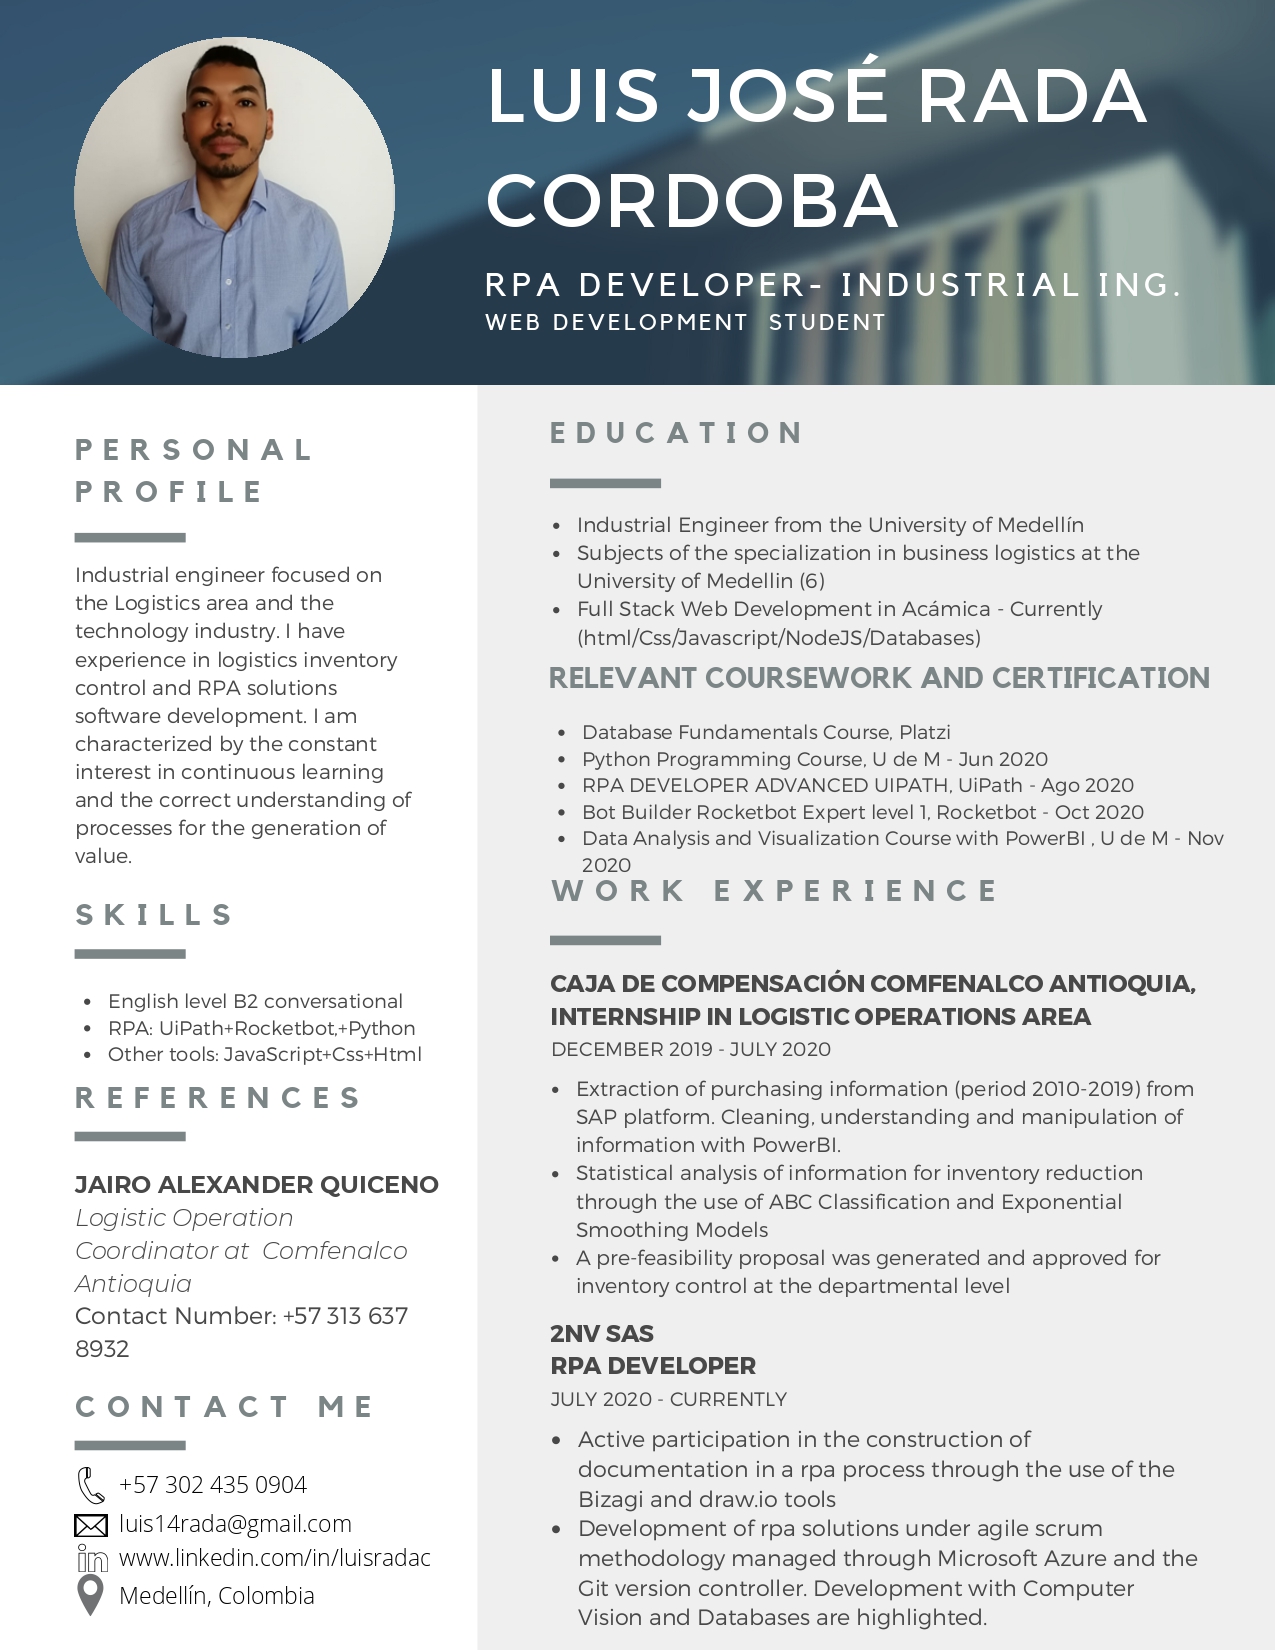 LUIS JOSÉ RADA
CORDOBA
RPA DEVELOPER- INDUSTRIAL ING.
WEB DEVELOPMENT STUDENT
PERSONAL
PROFILE
Industrial engineer focused on
the Logistics area and the
technology industry. I have
experience in logistics inventory
control and RPA solutions
software development. I am
characterized by the constant
interest in continuous learning
and the correct understanding of
processes for the generation of
value.
SKILLS
• English level B2 conversational
• RPA: UiPath+Rocketbot,+Python
• Other tools: JavaScript+Css+Html
REFERENCES
JAIRO ALEXANDER QUICENO
Logistic Operation
Coordinator at Comfenalco
Antioquia
Contact Number: +57 313 637
8932
CONTACT ME
+57 302 435 0904
luis14rada@gmail.com
in www.linkedin.com/in/luisradac
Medellín, Colombia
EDUCATION
• Industrial Engineer from the University of Medellín
• Subjects of the specialization in business logistics at the
University of Medellin (6)
• Full Stack Web Development in Acámica - Currently
(html/Css/Javascript/NodeJS/Databases)
RELEVANT COURSEWORK AND CERTIFICATION
• Database Fundamentals Course, Platzi
• Python Programming Course, U de M - Jun 2020
• RPA DEVELOPER ADVANCED UIPATH, UiPath - Ago 2020
• Bot Builder Rocketbot Expert level 1, Rocketbot - Oct 2020
• Data Analysis and Visualization Course with PowerBI , U de M - Nov
2020
WORK EXPERIENCE
CAJA DE COMPENSACIÓN COMFENALCO ANTIOQUIA,
INTERNSHIP IN LOGISTIC OPERATIONS AREA
DECEMBER 2019 - JULY 2020
• Extraction of purchasing information (period 2010-2019) from
SAP platform. Cleaning, understanding and manipulation of
information with PowerBI.
• Statistical analysis of information for inventory reduction
through the use of ABC Classification and Exponential
Smoothing Models
• A pre-feasibility proposal was generated and approved for
inventory control at the departmental level
2NV SAS
RPA DEVELOPER
JULY 2020 - CURRENTLY
• Active participation in the construction of
documentation in a rpa process through the use of the
Bizagi and draw.io tools
• Development of rpa solutions under agile scrum
methodology managed through Microsoft Azure and the
Git version controller. Development with Computer
Vision and Databases are highlighted.